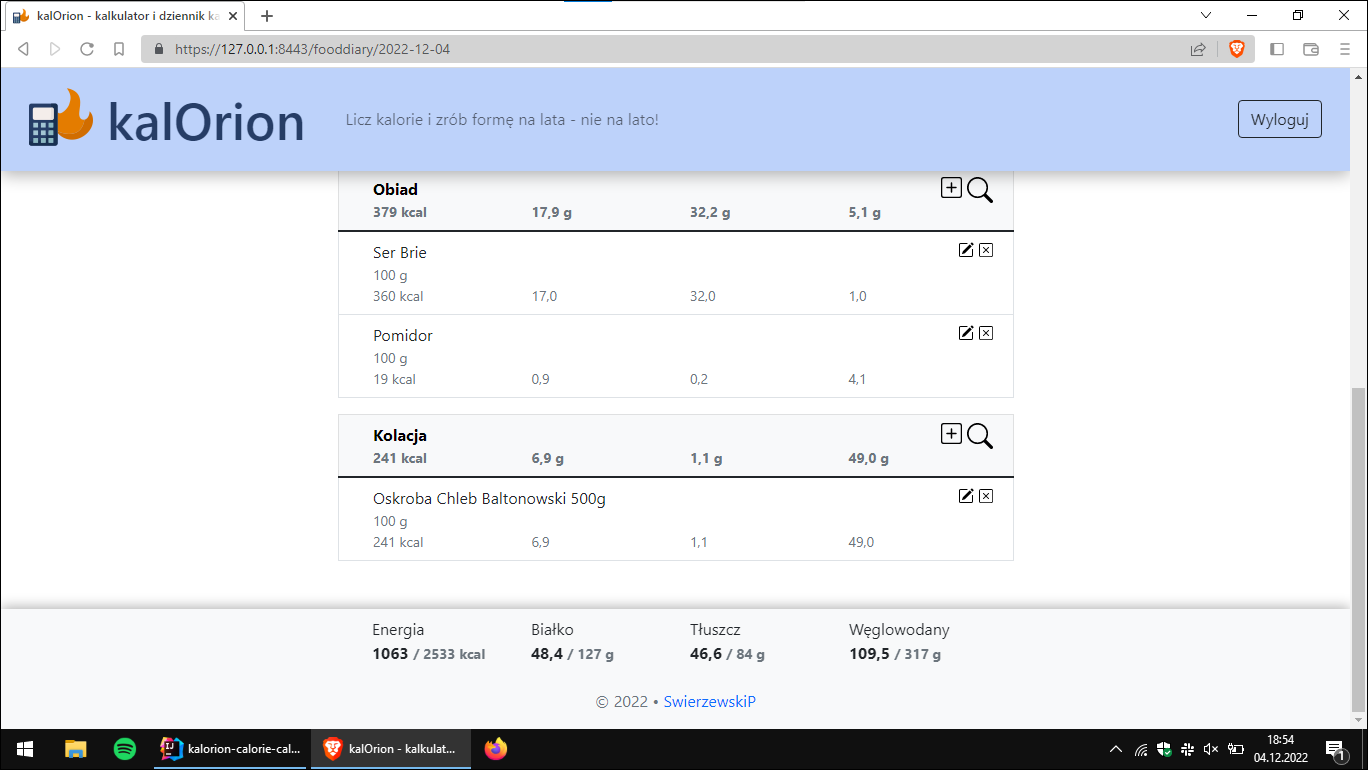 kalOrion - kalkulator i dziennik ka
https://127.0.0.1:8443/fooddiary/2022-12-04
kalOrion
Licz kalorie i zrób formę na lata - nie na lato!
Wyloguj
Obiad
379 kcal 17,9 g 32,2 g 5,1 g
Ser Brie
100 g
360 kcal 17,0 32,0 1,0
Pomidor
100 g
19 kcal 0,9 0,2 4,1
Kolacja
241 kcal 6,9 g 1,1 g 49,0 g
Oskroba Chleb Baltonowski 500g
100 g
241 kcal 6,9 1,1 49,0
Energia Białko Tłuszcz Węglowodany
1063 / 2533 kcal 48,4 / 127 g 46,6 / 84 g 109,5 / 317 g
© 2022 • SwierzewskiP
kalorion-calorie-cal... kalOrion - kalkulat... 18:54
04.12.2022 1